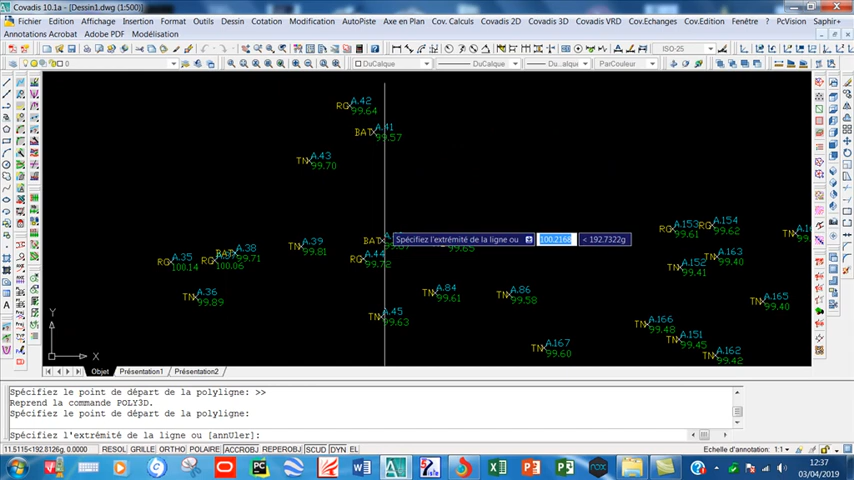 Covadis 10.1a - [Dessin1.dwg (1:500)]
Fichier Edition Affichage Insertion Format Outils Dessin Cotation Modification AutoPiste Axe en Plan Cov. Calculs Covadis 2D Covadis 3D Covadis VRD Cov.Echanges Cov.Edition Fenêtre ? PcVision Saphir+
Annotations Acrobat Adobe PDF Modélisation
ISO-25
0 DuCalque DuCalque DuCalque ParCouleur
A.42
RG 99.64
BAT A.41
99.57
A.43
TN 99.70
A.153 A.154
RG 99.61 RG 99.62
TN
A.35
RG 100.14
BAT A.38
RG 100.06 99.71
A.39
TN 99.81
BAT
Spécifiez l'extrémité de la ligne ou 100.2168 < 192.7322g
A.44
RG 99.72
A.152 A.163
TN 99.41 TN 99.40
A.36
TN 99.89
A.84
TN 99.61
A.86
TN 99.58
A.165
TN 99.40
A.45
TN 99.63
A.166
TN 99.48
A.151
TN 99.45
A.167
TN 99.60
A.162
TN 99.42
Y
X
Objet Présentation1 Présentation2
Spécifiez le point de départ de la polyligne: >>
Reprend la commande POLY3D.
Spécifiez le point de départ de la polyligne:
Spécifiez l'extrémité de la ligne ou [annUler]:
11.5115<192.8126g, 0.0000 RESOL GRILLE ORTHO POLAIRE ACCROBJ REPEROBJ SCUD DYN EL Echelle d'annotation: 1:1
12:37
03/04/2019